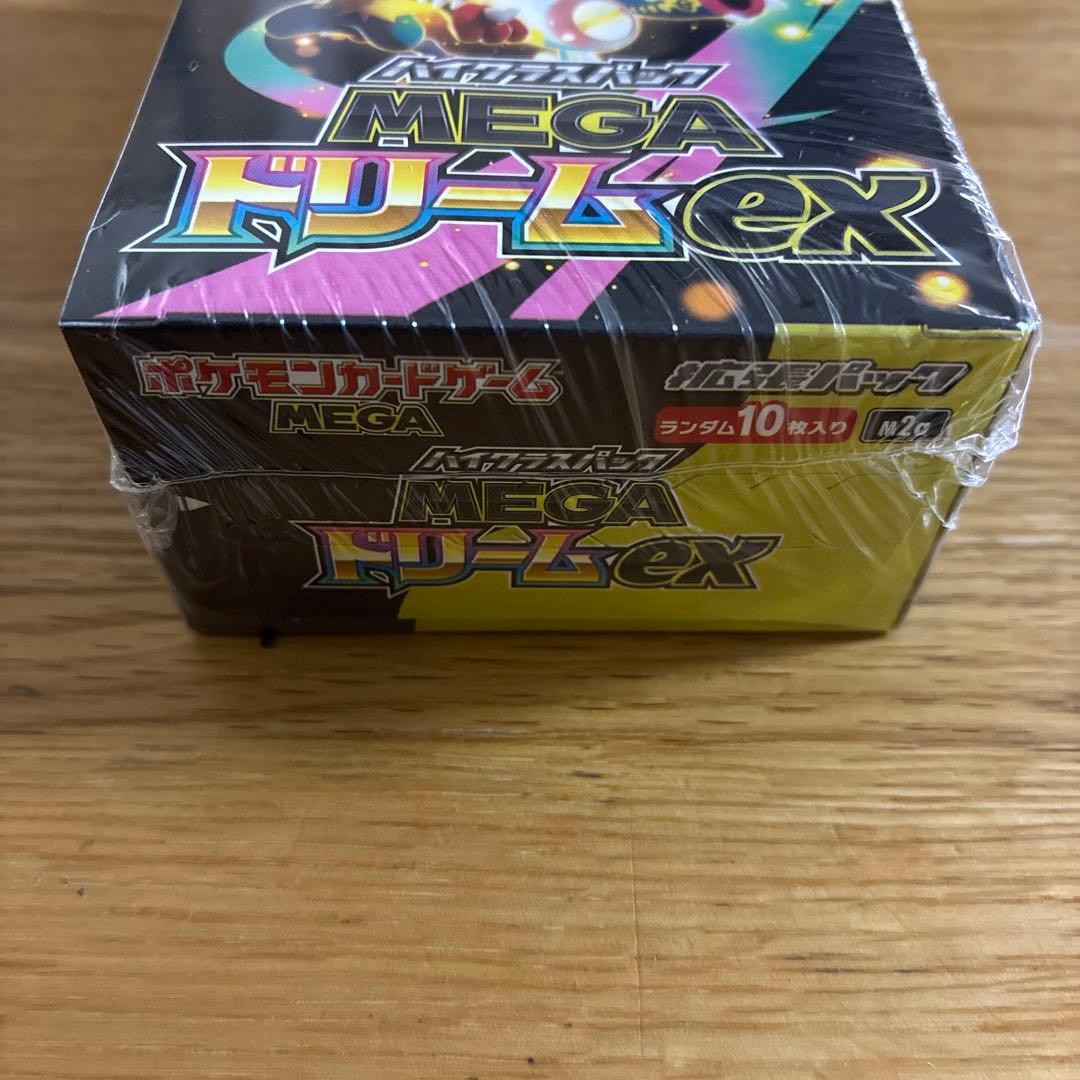 ハイクラスパック
MEGA
ドリームex
ポケモンカードゲーム
MEGA
拡張パック
ランダム10枚入り M2a
ハイクラスパック
MEGA
ドリームex